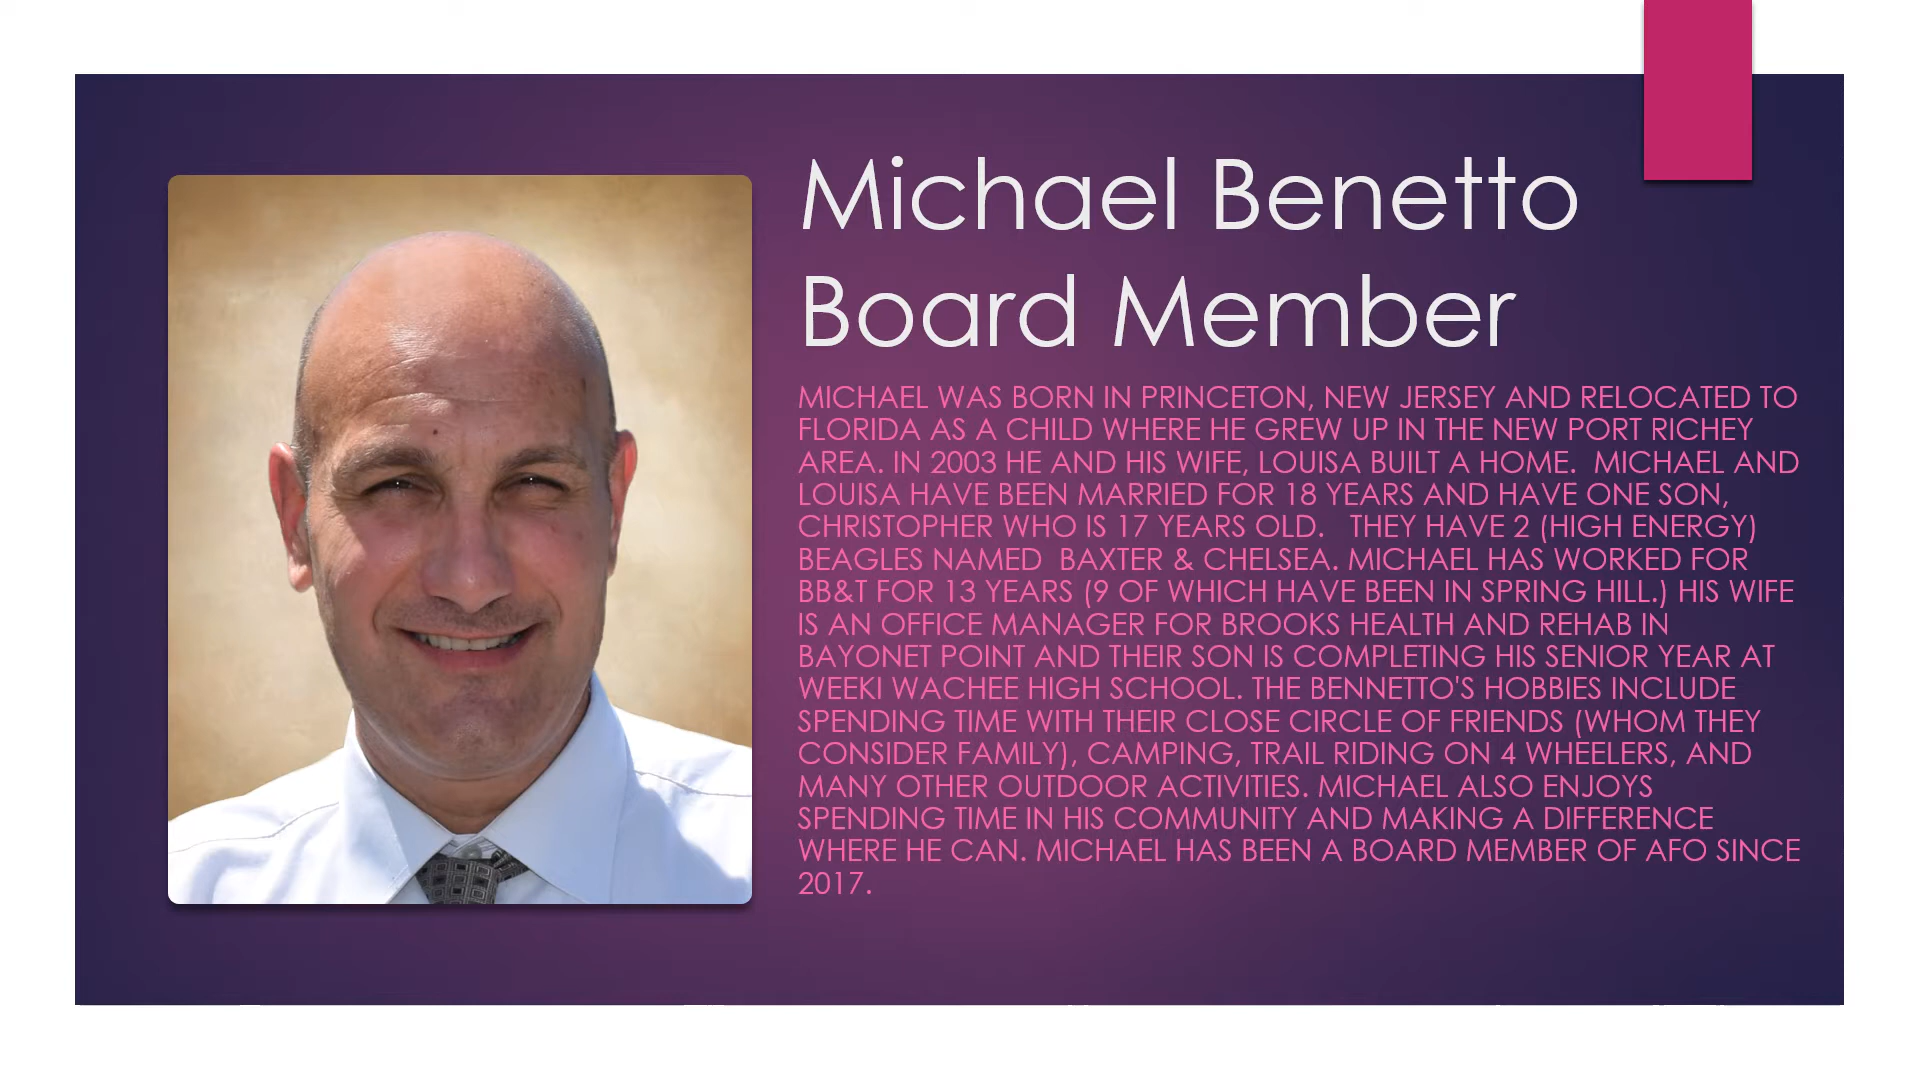 Michael Benetto
Board Member
MICHAEL WAS BORN IN PRINCETON, NEW JERSEY AND RELOCATED TO
FLORIDA AS A CHILD WHERE HE GREW UP IN THE NEW PORT RICHEY
AREA. IN 2003 HE AND HIS WIFE, LOUISA BUILT A HOME.  MICHAEL AND
LOUISA HAVE BEEN MARRIED FOR 18 YEARS AND HAVE ONE SON,
CHRISTOPHER WHO IS 17 YEARS OLD.   THEY HAVE 2 (HIGH ENERGY)
BEAGLES NAMED  BAXTER & CHELSEA. MICHAEL HAS WORKED FOR
BB&T FOR 13 YEARS (9 OF WHICH HAVE BEEN IN SPRING HILL.) HIS WIFE
IS AN OFFICE MANAGER FOR BROOKS HEALTH AND REHAB IN
BAYONET POINT AND THEIR SON IS COMPLETING HIS SENIOR YEAR AT
WEEKI WACHEE HIGH SCHOOL. THE BENNETTO'S HOBBIES INCLUDE
SPENDING TIME WITH THEIR CLOSE CIRCLE OF FRIENDS (WHOM THEY
CONSIDER FAMILY), CAMPING, TRAIL RIDING ON 4 WHEELERS, AND
MANY OTHER OUTDOOR ACTIVITIES. MICHAEL ALSO ENJOYS
SPENDING TIME IN HIS COMMUNITY AND MAKING A DIFFERENCE
WHERE HE CAN. MICHAEL HAS BEEN A BOARD MEMBER OF AFO SINCE
2017.